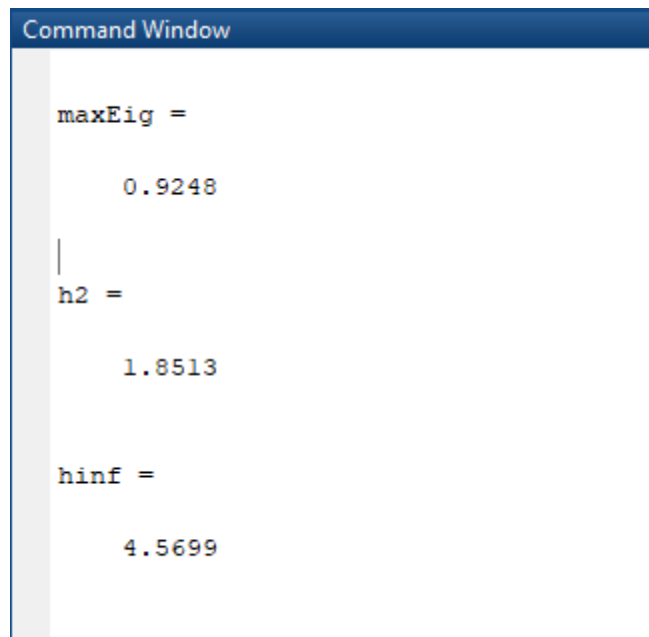 Command Window
maxEig =
0.9248
h2 =
1.8513
hinf =
4.5699